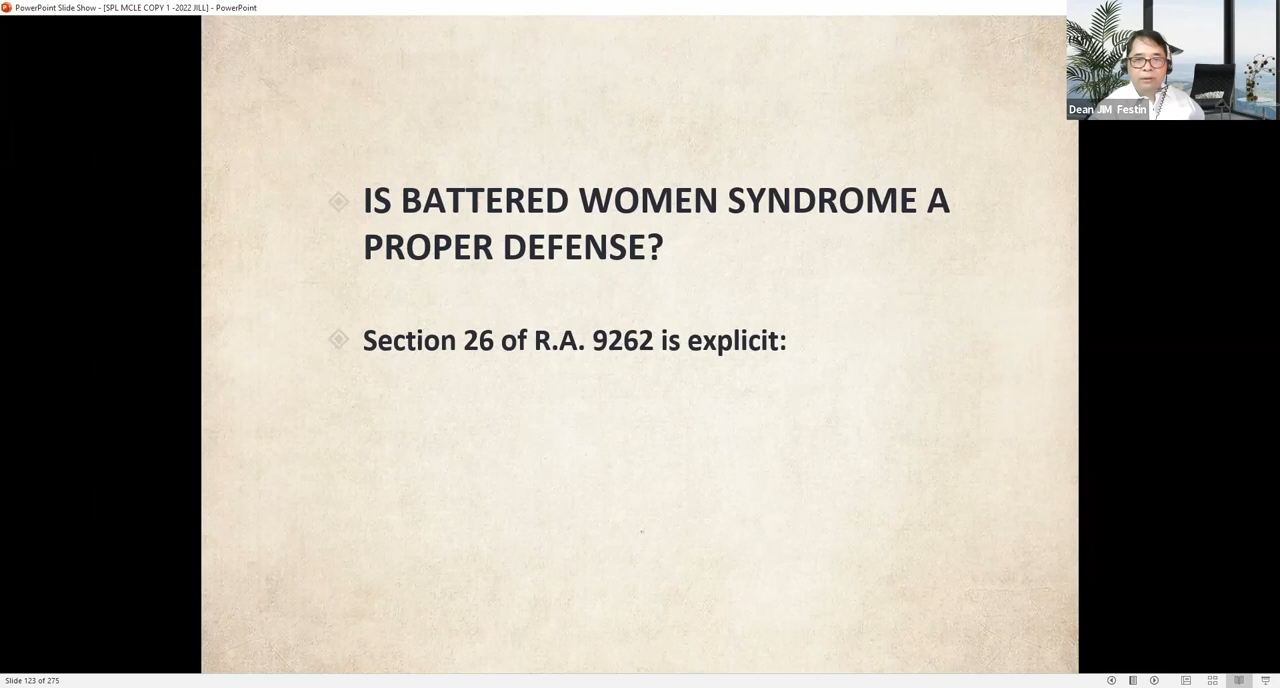 PowerPoint Slide Show - [SPL MCLE COPY 1 -2022 JILL] - PowerPoint
Dean JIM Festin
IS BATTERED WOMEN SYNDROME A
PROPER DEFENSE?
Section 26 of R.A. 9262 is explicit:
Slide 123 of 275